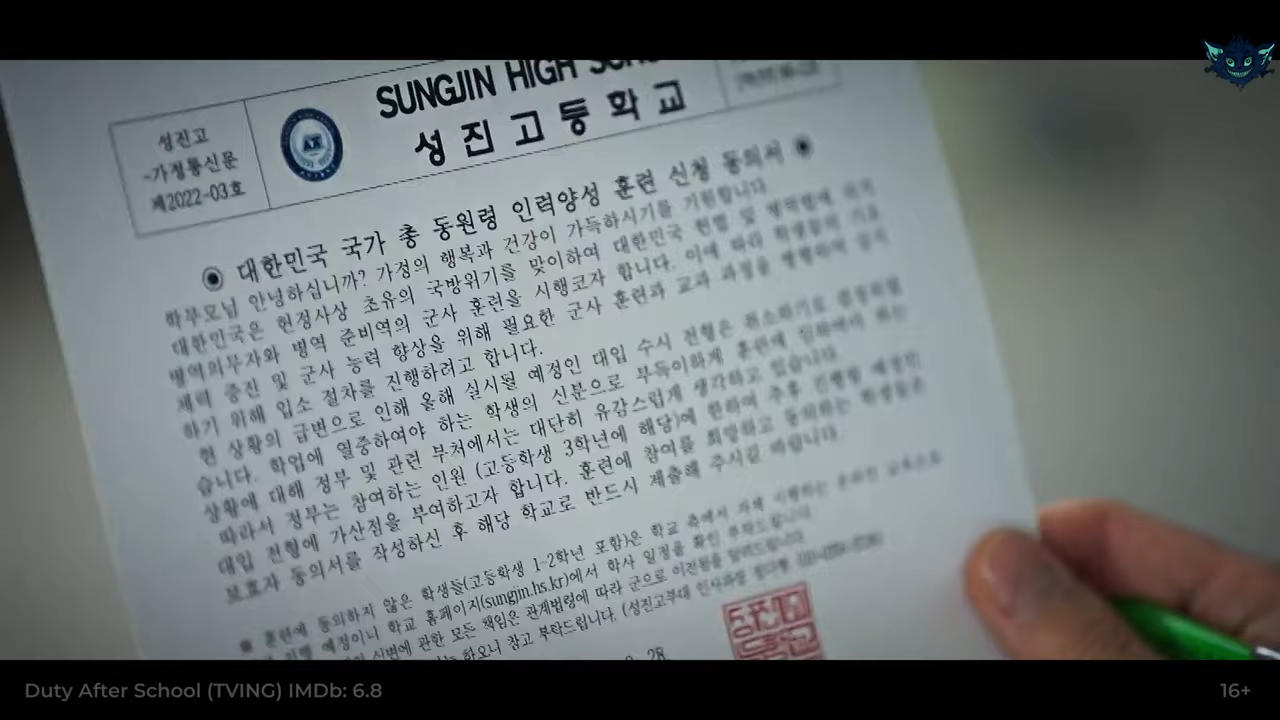 SUNGJIN HIGH
성진고등학교
성진고
-가정통신문
제2022-03호
◉ 대한민국 국가 총 동원령 인력양성 훈련 신청 동의서 ◉
학부모님 안녕하십니까? 가정의 행복과 건강이 가득하시기를 기원합니다.
대한민국은 헌정사상 초유의 국방위기를 맞이하여 대한민국 헌법 및 병역법에
병역의무자와 병역 준비역의 군사 훈련을 시행코자 합니다. 이에 따라 학생들의
체력 증진 및 군사 능력 향상을 위해 필요한 군사 훈련과 교과 과정을 병행하여
하기 위해 입소 절차를 진행하려고 합니다.
현 상황의 급변으로 인해 올해 실시될 예정인 대입 수시 전형은 취소하기로
습니다. 학업에 열중하여야 하는 학생의 신분으로 부득이하게 훈련에 임해야 하는
상황에 대해 정부 및 관련 부처에서는 대단히 유감스럽게 생각하고 있습니다.
따라서 정부는 참여하는 인원 (고등학생 3학년에 해당)에 한하여 추후 진행될 예정인
대입 전형에 가산점을 부여하고자 합니다. 훈련에 참여를 희망하고 동의하는 학생들은
보호자 동의서를 작성하신 후 해당 학교로 반드시 제출해 주시길 바랍니다.
※ 훈련에 동의하지 않은 학생들(고등학생 1-2학년 포함)은 학교 측에서 자체 시행하는 온라인
예정이니 학교 홈페이지(sungjin.hs.kr)에서 학사 일정을 확인 부탁드립니다.
신변에 관한 모든 책임은 관계법령에 따라 군으로 이전됨을 알려드립니다.
하오니 참고 부탁드립니다. (성진고부대 인사과장
28.
Duty After School (TVING) IMDb: 6.8
16+